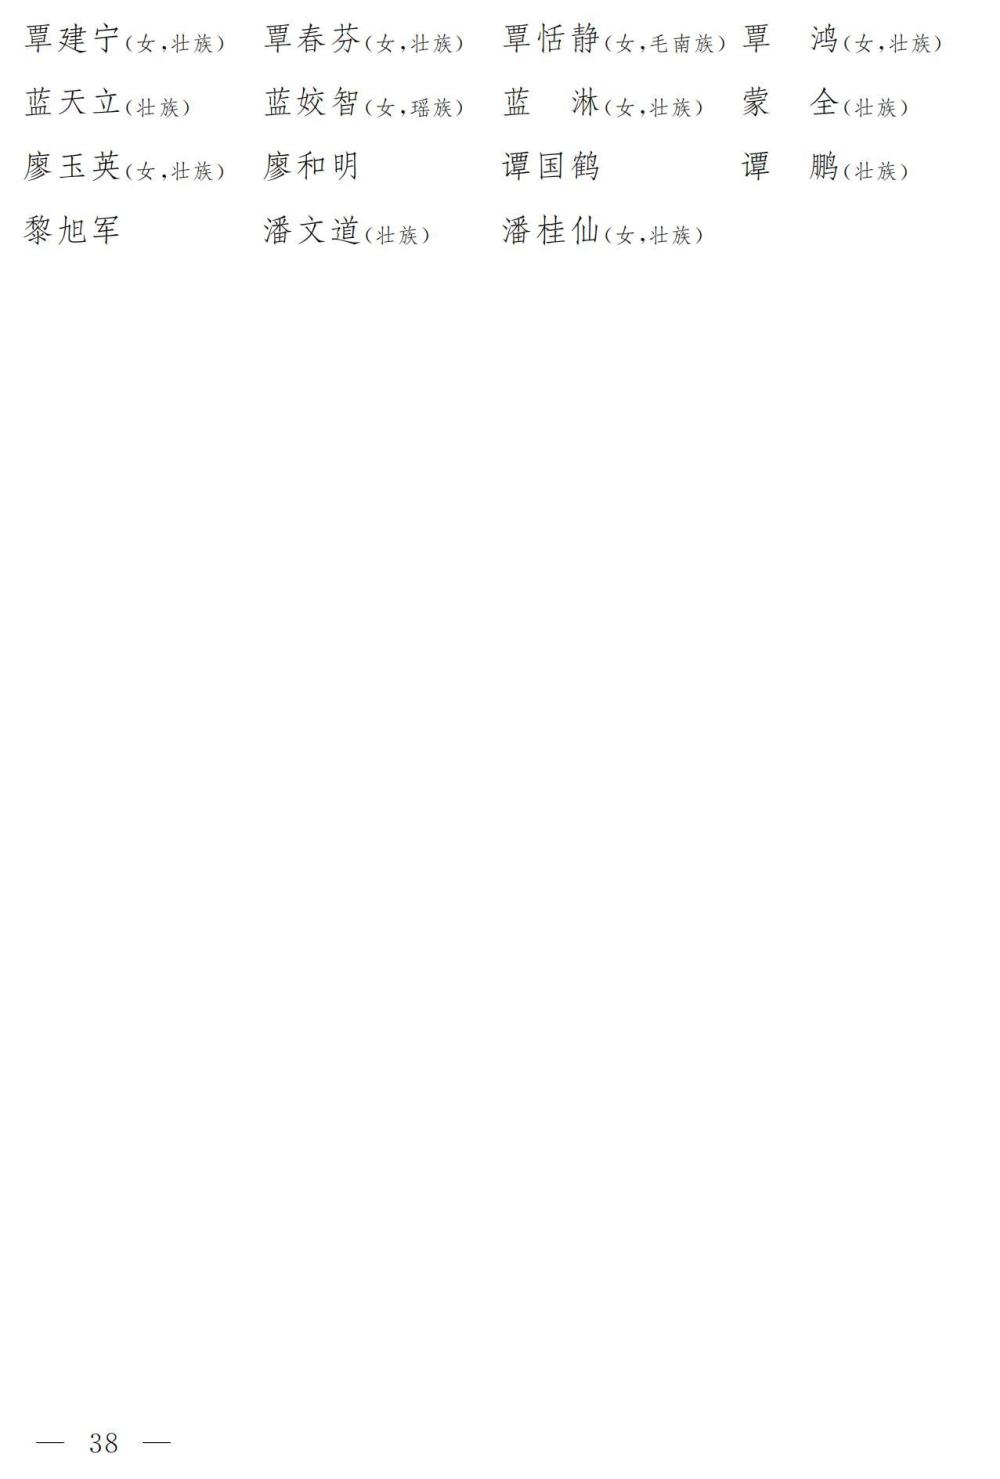 覃建宁(女,壮族) 覃春芬(女,壮族) 覃恬静(女,毛南族) 覃　鸿(女,壮族)
蓝天立(壮族) 蓝姣智(女,瑶族) 蓝　淋(女,壮族) 蒙　全(壮族)
廖玉英(女,壮族) 廖和明 谭国鹤 谭　鹏(壮族)
黎旭军 潘文道(壮族) 潘桂仙(女,壮族)
— 38 —